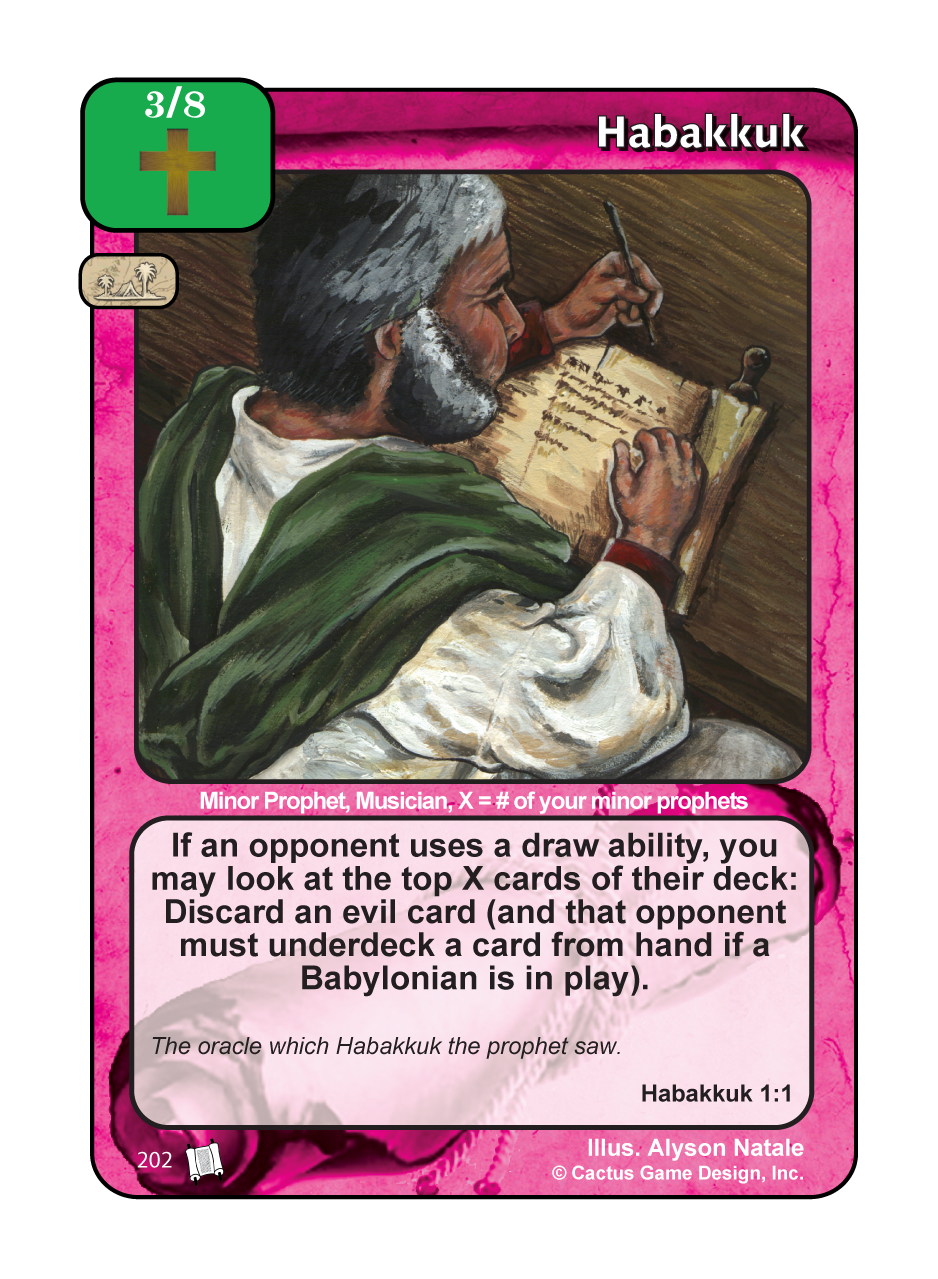 3/8
Habakkuk
Minor Prophet, Musician, X = # of your minor prophets
If an opponent uses a draw ability, you
may look at the top X cards of their deck:
Discard an evil card (and that opponent
must underdeck a card from hand if a
Babylonian is in play).
The oracle which Habakkuk the prophet saw.
Habakkuk 1:1
202
Illus. Alyson Natale
© Cactus Game Design, Inc.